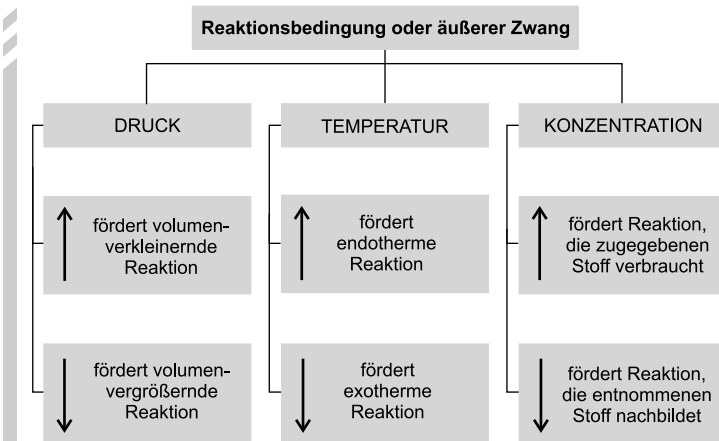 Reaktionsbedingung oder äußerer Zwang
DRUCK
TEMPERATUR
KONZENTRATION
fördert volumen-
verkleinernde
Reaktion
fördert
endotherme
Reaktion
fördert Reaktion,
die zugegebenen
Stoff verbraucht
fördert volumen-
vergrößernde
Reaktion
fördert
exotherme
Reaktion
fördert Reaktion,
die entnommenen
Stoff nachbildet